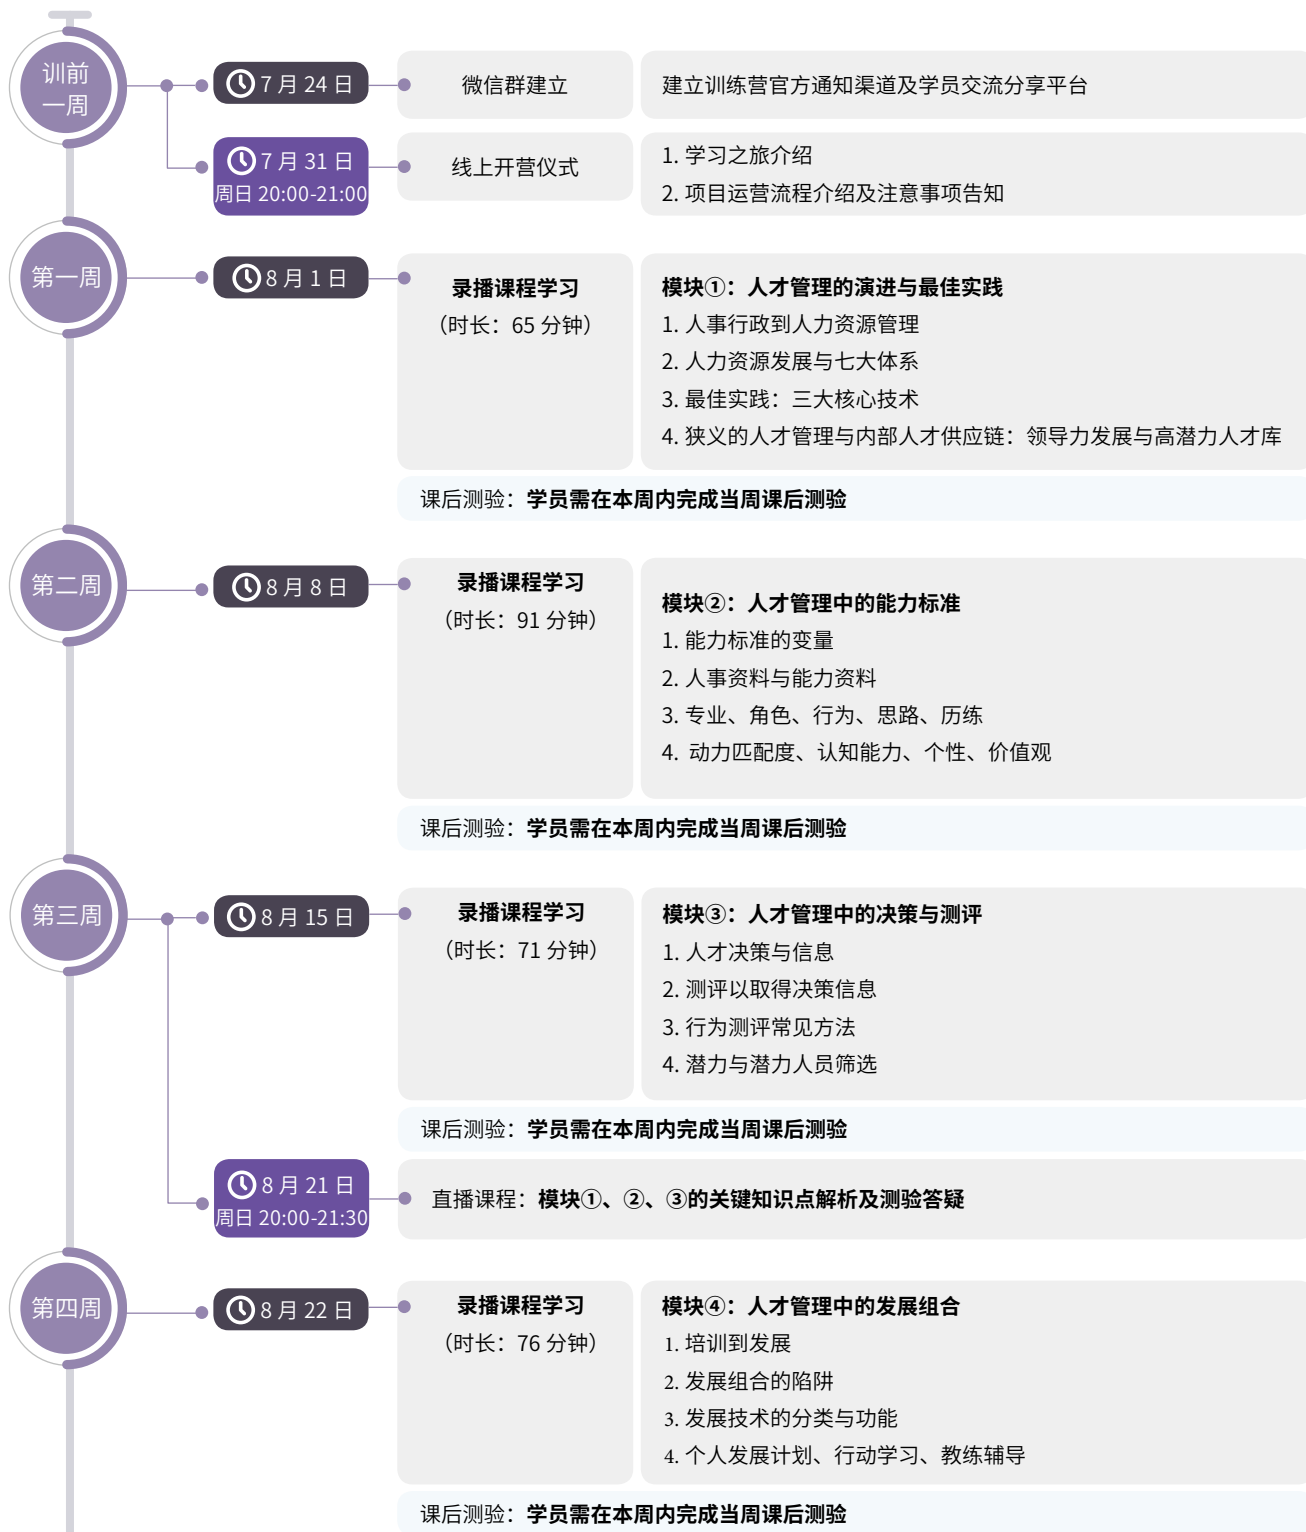 训前
一周
7 月 24 日
微信群建立
建立训练营官方通知渠道及学员交流分享平台
7 月 31 日
周日 20:00-21:00
线上开营仪式
1. 学习之旅介绍
2. 项目运营流程介绍及注意事项告知
第一周
8 月 1 日
录播课程学习
（时长：65 分钟）
模块①：人才管理的演进与最佳实践
1. 人事行政到人力资源管理
2. 人力资源发展与七大体系
3. 最佳实践：三大核心技术
4. 狭义的人才管理与内部人才供应链：领导力发展与高潜力人才库
课后测验：学员需在本周内完成当周课后测验
第二周
8 月 8 日
录播课程学习
（时长：91 分钟）
模块②：人才管理中的能力标准
1. 能力标准的变量
2. 人事资料与能力资料
3. 专业、角色、行为、思路、历练
4. 动力匹配度、认知能力、个性、价值观
课后测验：学员需在本周内完成当周课后测验
第三周
8 月 15 日
录播课程学习
（时长：71 分钟）
模块③：人才管理中的决策与测评
1. 人才决策与信息
2. 测评以取得决策信息
3. 行为测评常见方法
4. 潜力与潜力人员筛选
课后测验：学员需在本周内完成当周课后测验
8 月 21 日
周日 20:00-21:30
直播课程：模块①、②、③的关键知识点解析及测验答疑
第四周
8 月 22 日
录播课程学习
（时长：76 分钟）
模块④：人才管理中的发展组合
1. 培训到发展
2. 发展组合的陷阱
3. 发展技术的分类与功能
4. 个人发展计划、行动学习、教练辅导
课后测验：学员需在本周内完成当周课后测验